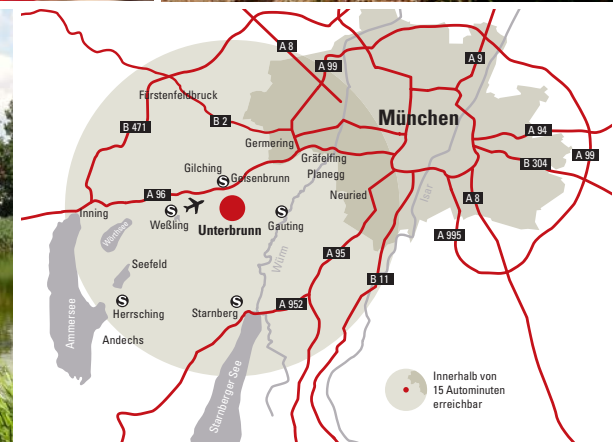 A 8
A 9
A 99
Fürstenfeldbruck
München
B 471
B 2
A 94
Germering
A 99
Gräfelfing
B 304
Gilching
S
Geisenbrunn
Planegg
A 96
Neuried
Isar
A 8
Inning
S
Weßling
Unterbrunn
S
Gauting
A 995
Wörthsee
Würm
A 95
Seefeld
B 11
S
Herrsching
S
Starnberg
A 952
Ammersee
Andechs
Starnberger See
Innerhalb von
15 Autominuten
erreichbar